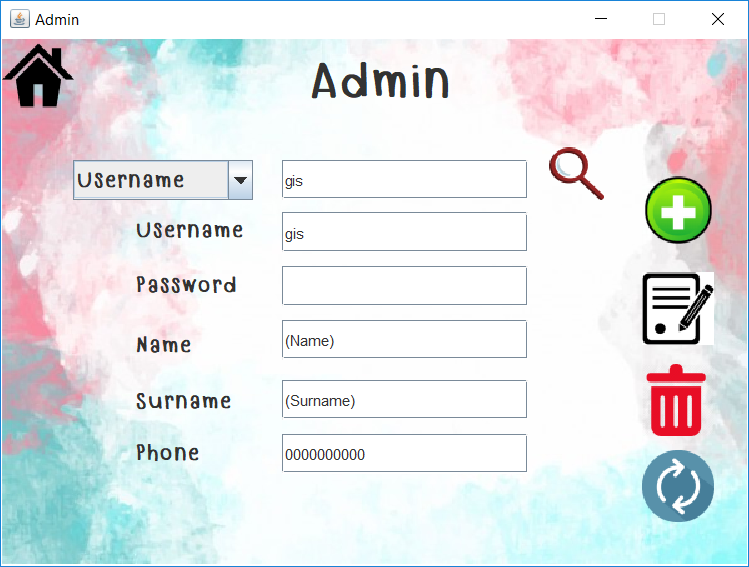 Admin
Admin
Username gis
Username gis
Password
Name (Name)
Surname (Surname)
Phone 0000000000